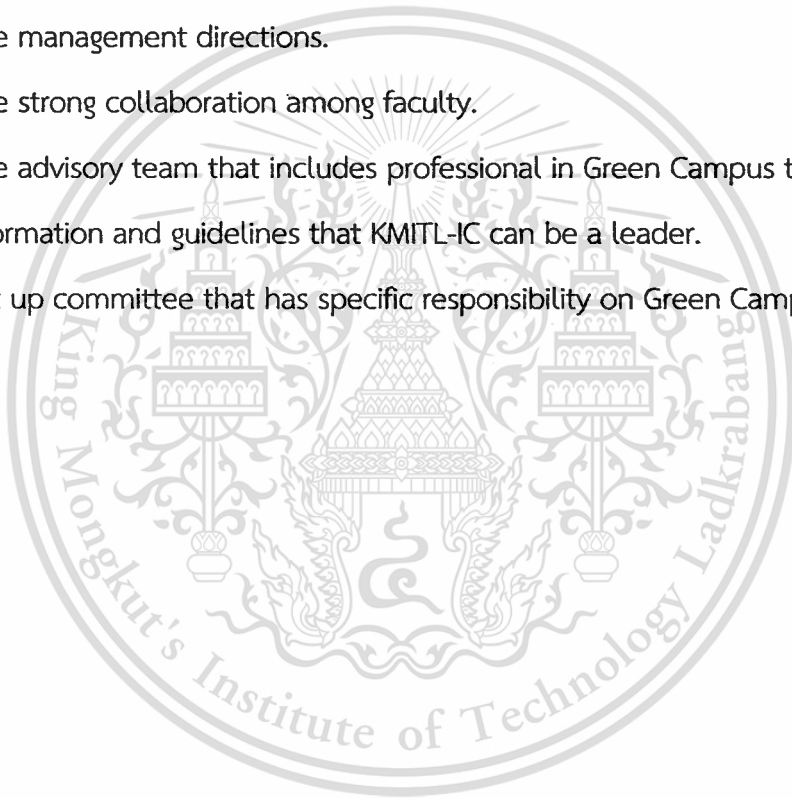 e management directions.
e strong collaboration among faculty.
e advisory team that includes professional in Green Campus t
ormation and guidelines that KMITL-IC can be a leader.
up committee that has specific responsibility on Green Camp
King Mongkut's Institute of Technology Ladkrabang